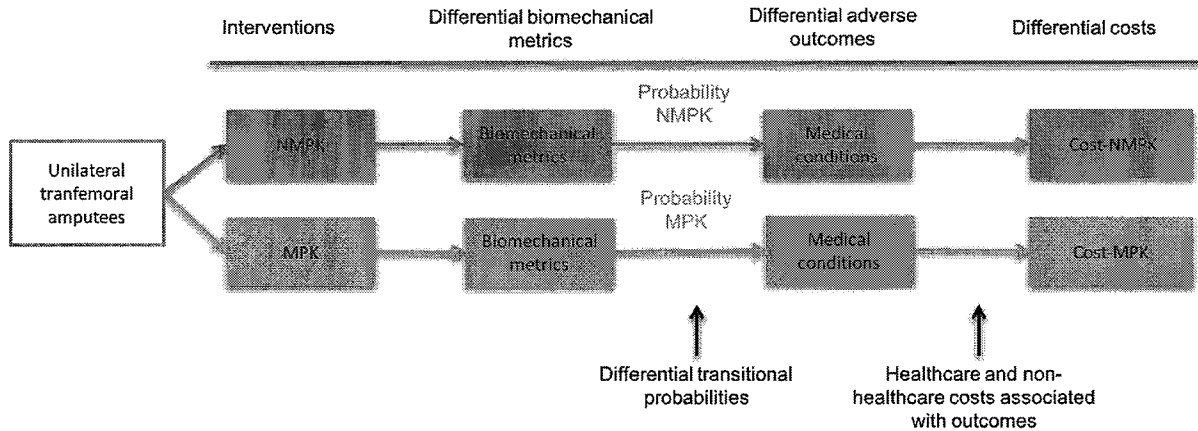 Interventions
Differential biomechanical
metrics
Differential adverse
outcomes
Differential costs
Probability
NMPK
NMPK
Biomechanical
metrics
Medical
conditions
Cost-NMPK
Unilateral
tranfemoral
amputees
Probability
MPK
MPK
Biomechanical
metrics
Medical
conditions
Cost-MPK
Differential transitional
probabilities
Healthcare and non-
healthcare costs associated
with outcomes